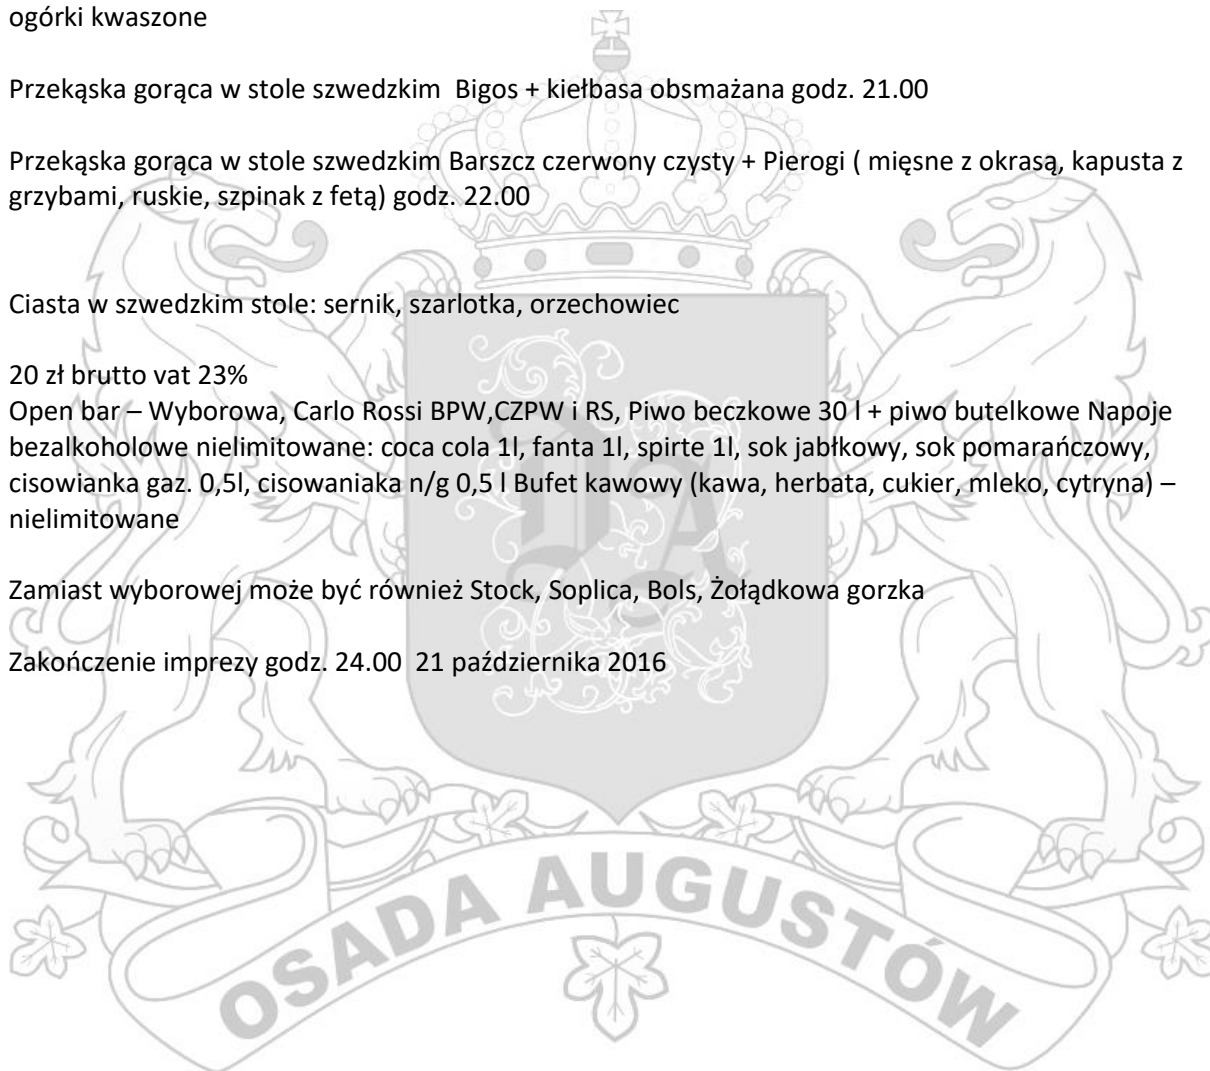 ogórki kwaszone
Przekąska gorąca w stole szwedzkim  Bigos + kiełbasa obsmażana godz. 21.00
Przekąska gorąca w stole szwedzkim Barszcz czerwony czysty + Pierogi ( mięsne z okrasą, kapusta z
grzybami, ruskie, szpinak z fetą) godz. 22.00
Ciasta w szwedzkim stole: sernik, szarlotka, orzechowiec
20 zł brutto vat 23%
Open bar – Wyborowa, Carlo Rossi BPW,CZPW i RS, Piwo beczkowe 30 l + piwo butelkowe Napoje
bezalkoholowe nielimitowane: coca cola 1l, fanta 1l, spirte 1l, sok jabłkowy, sok pomarańczowy,
cisowianka gaz. 0,5l, cisowaniaka n/g 0,5 l Bufet kawowy (kawa, herbata, cukier, mleko, cytryna) –
nielimitowane
Zamiast wyborowej może być również Stock, Soplica, Bols, Żołądkowa gorzka
Zakończenie imprezy godz. 24.00  21 października 2016
OSADA AUGUSTÓW